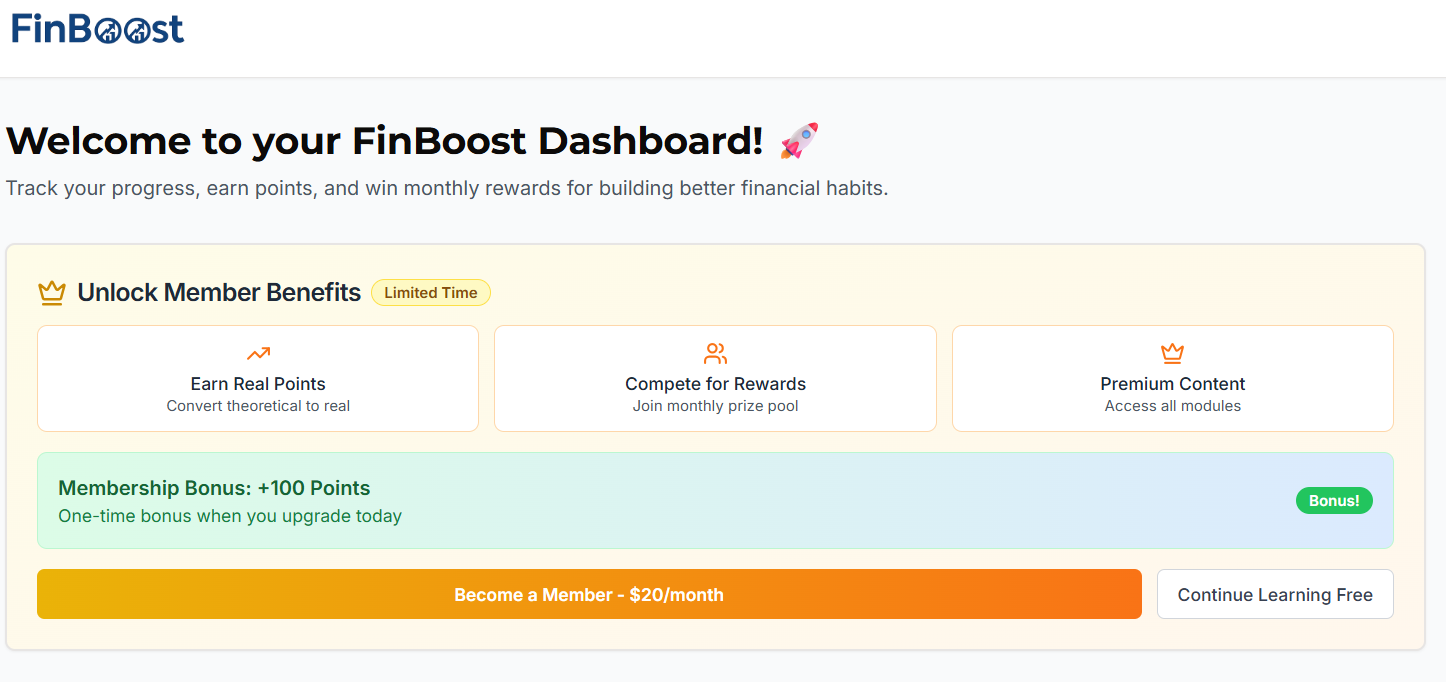 FinBoost
Welcome to your FinBoost Dashboard! 🚀
Track your progress, earn points, and win monthly rewards for building better financial habits.
Unlock Member Benefits Limited Time
Earn Real Points
Convert theoretical to real
Compete for Rewards
Join monthly prize pool
Premium Content
Access all modules
Membership Bonus: +100 Points
One-time bonus when you upgrade today
Bonus!
Become a Member - $20/month
Continue Learning Free